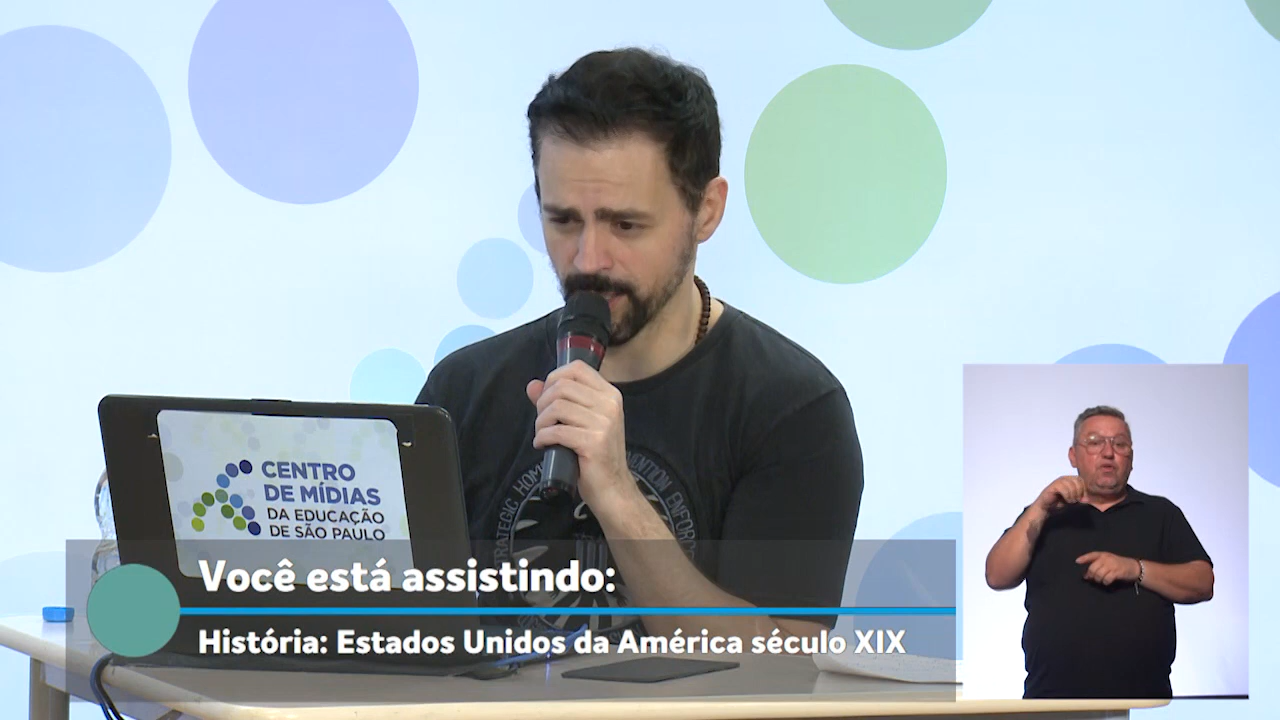 CENTRO
DE MÍDIAS
DA EDUCAÇÃO
DE SÃO PAULO
Você está assistindo:
História: Estados Unidos da América século XIX